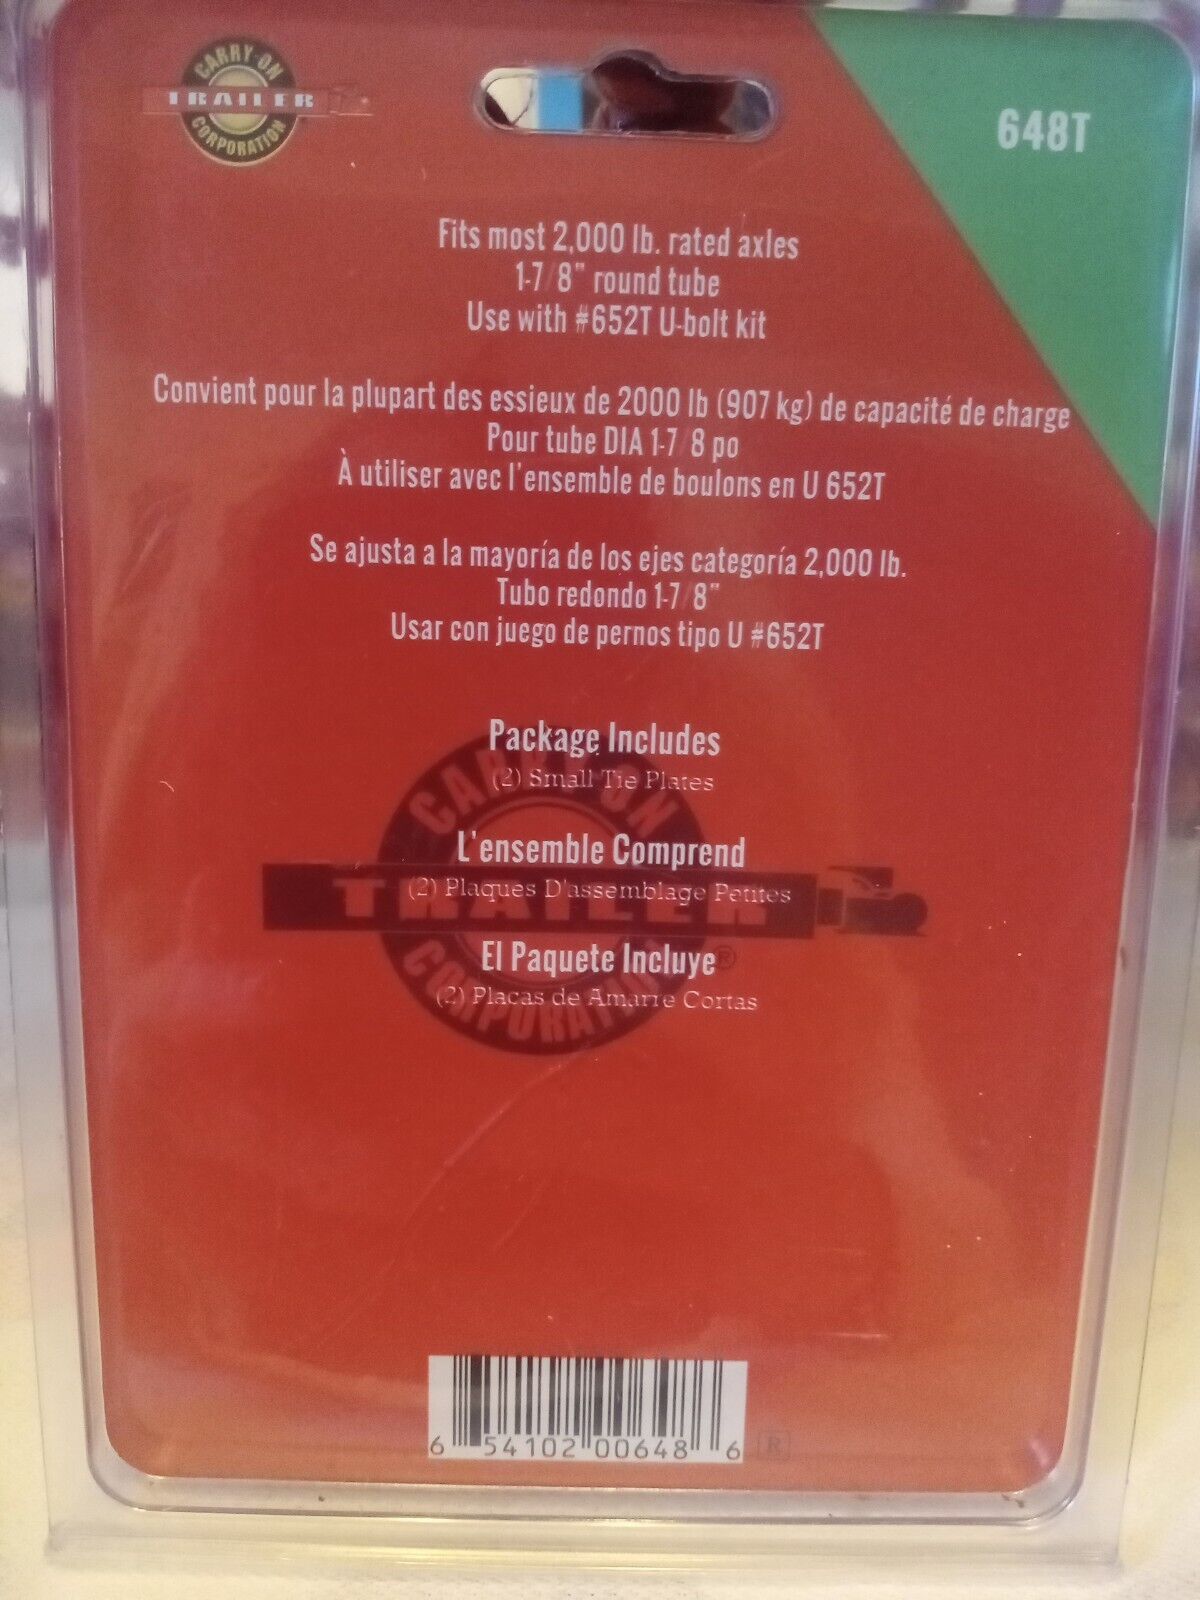 CARRY-ON
TRAILER
CORPORATION
648T
Fits most 2,000 lb. rated axles
1-7/8" round tube
Use with #652T U-bolt kit
Convient pour la plupart des essieux de 2000 lb (907 kg) de capacité de charge
Pour tube DIA 1-7/8 po
À utiliser avec l'ensemble de boulons en U 652T
Se ajusta a la mayoría de los ejes categoría 2,000 lb.
Tubo redondo 1-7/8"
Usar con juego de pernos tipo U #652T
Package Includes
(2) Small Tie Plates
L'ensemble Comprend
(2) Plaques D'assemblage Petites
El Paquete Incluye
(2) Placas de Amarre Cortas
CARRY-ON
TRAILER
CORPORATION ®
6 54102 00648 6 R